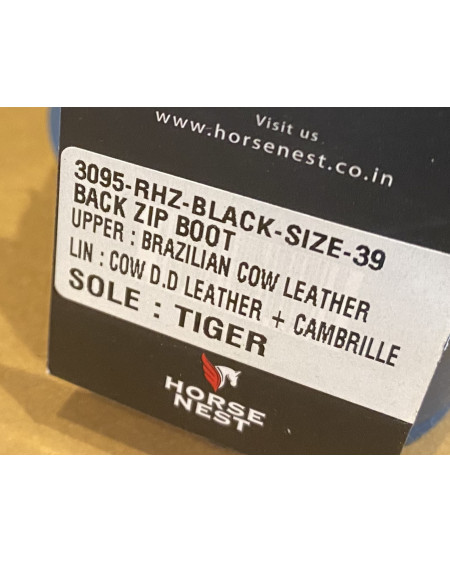 Visit us
www.horsenest.co.in
3095-RHZ-BLACK-SIZE-39
BACK ZIP BOOT
UPPER : BRAZILIAN COW LEATHER
LIN : COW D.D LEATHER + CAMBRILLE
SOLE : TIGER
HORSE
NEST